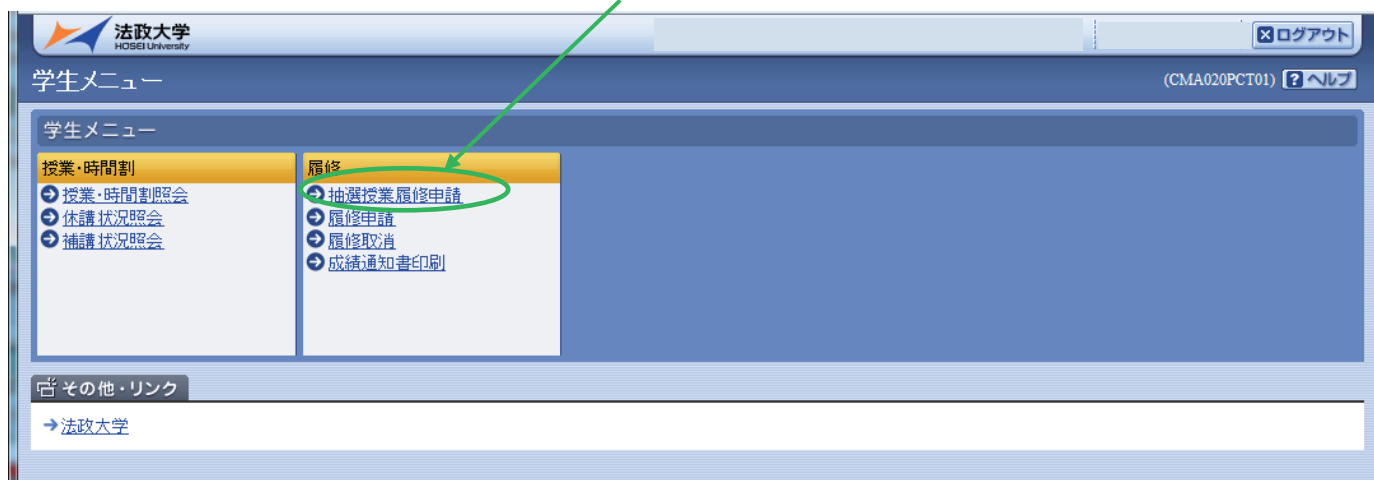 法政大学
HOSEI University
ログアウト
学生メニュー
(CMA020PCT01) ? ヘルプ
学生メニュー
授業・時間割
授業・時間割照会
休講状況照会
補講状況照会
履修
抽選授業履修申請
履修申請
履修取消
成績通知書印刷
その他・リンク
法政大学